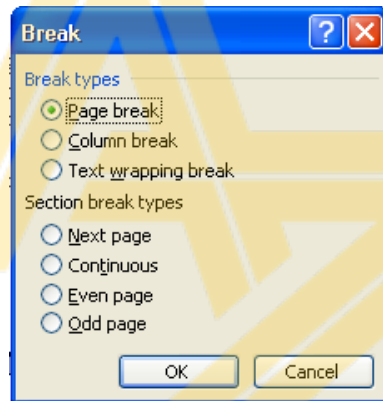 Break
Break types
Page break
Column break
Text wrapping break
Section break types
Next page
Continuous
Even page
Odd page
OK Cancel